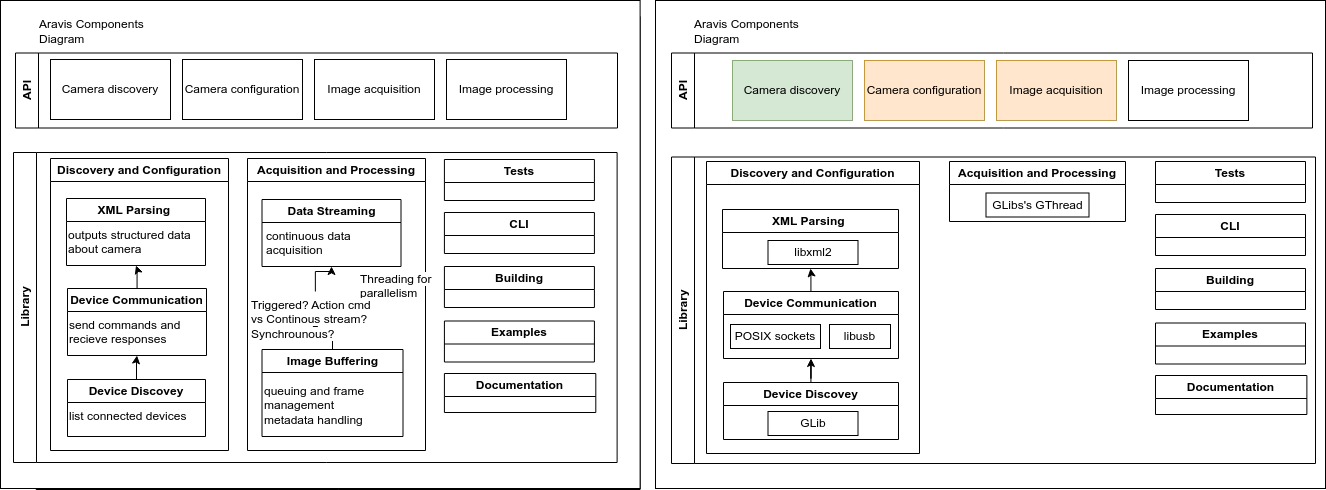 Aravis Components
Diagram
API
Camera discovery
Camera configuration
Image acquisition
Image processing
Library
Discovery and Configuration
XML Parsing
outputs structured data
about camera
Device Communication
send commands and
recieve responses
Device Discovey
list connected devices
Acquisition and Processing
Data Streaming
continuous data
acquisition
Threading for
parallelism
Triggered? Action cmd
vs Continous stream?
Synchrounous?
Image Buffering
queuing and frame
management
metadata handling
Tests
CLI
Building
Examples
Documentation
Aravis Components
Diagram
API
Camera discovery
Camera configuration
Image acquisition
Image processing
Library
Discovery and Configuration
XML Parsing
libxml2
Device Communication
POSIX sockets
libusb
Device Discovey
GLib
Acquisition and Processing
GLibs's GThread
Tests
CLI
Building
Examples
Documentation